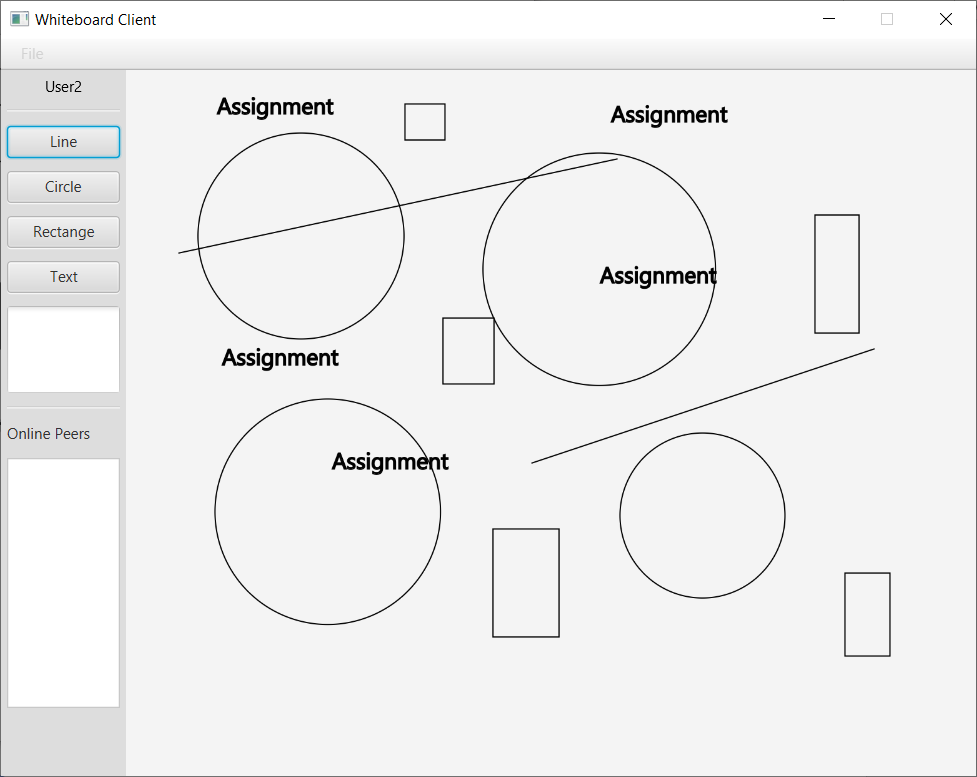 Whiteboard Client
File
User2
Line
Circle
Rectange
Text
Online Peers
Assignment
Assignment
Assignment
Assignment
Assignment